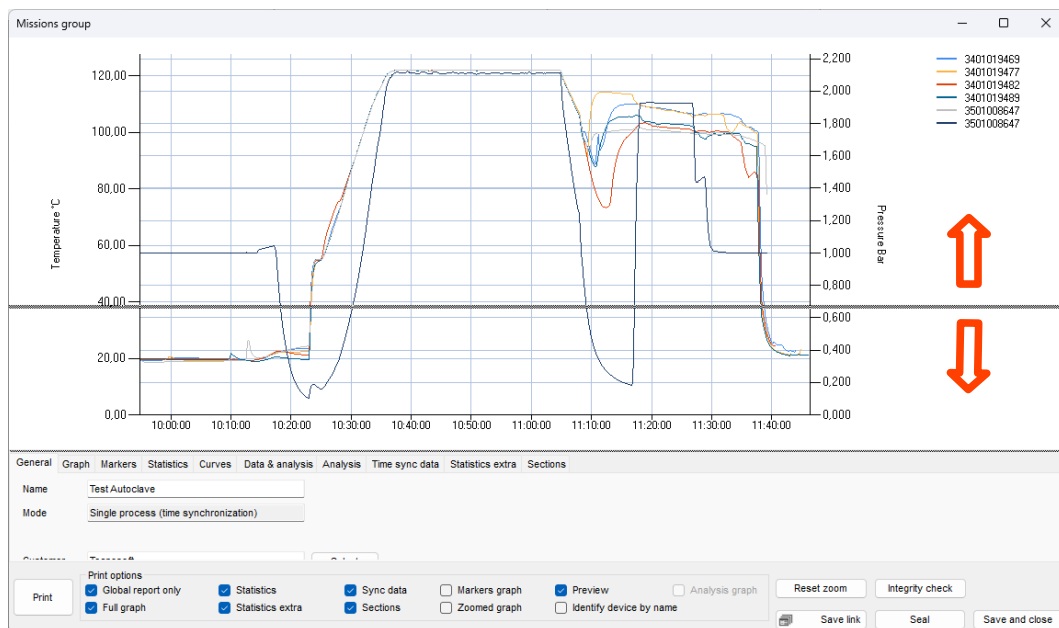 Missions group
120,00
100,00
80,00
60,00
40,00
20,00
0,00
Temperature °C
2,200
2,000
1,800
1,600
1,400
1,200
1,000
0,800
0,600
0,400
0,200
0,000
Pressure Bar
10:00:00 10:10:00 10:20:00 10:30:00 10:40:00 10:50:00 11:00:00 11:10:00 11:20:00 11:30:00 11:40:00
3401019469
3401019477
3401019482
3401019489
3501008647
3501008647
General Graph Markers Statistics Curves Data & analysis Analysis Time sync data Statistics extra Sections
Name Test Autoclave
Mode Single process (time synchronization)
Print
Print options
Global report only Statistics Sync data Markers graph Preview Analysis graph
Full graph Statistics extra Sections Zoomed graph Identify device by name
Reset zoom Integrity check
Save link Seal Save and close